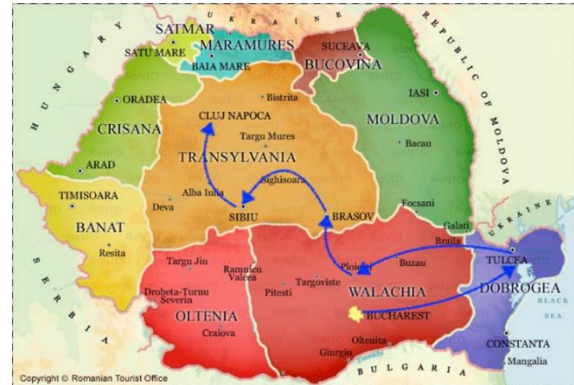 UKRAINE
SATMAR
SATU MARE
MARAMURES
BAIA MARE
SUCEAVA
BUCOVINA
HUNGARY
REPUBLIC OF MOLDOVA
ORADEA
CRISANA
Bistrita
CLUJ NAPOCA
IASI
MOLDOVA
Bacau
Targu Mures
TRANSYLVANIA
ARAD
Sighisoara
TIMISOARA
Alba Iulia
Deva
SIBIU
BRASOV
Focsani
Galati
UKRAINE
BANAT
Resita
Braila
TULCEA
Targu Jiu
Ramnicu
Valcea
Buzau
DOBROGEA
BLACK
SEA
SERBIA
Drobeta-Turnu
Severin
Pitesti
Targoviste
WALACHIA
OLTENIA
BUCHAREST
Craiova
Oltenita
Giurgiu
Danube
CONSTANTA
Mangalia
BULGARIA
Copyright © Romanian Tourist Office